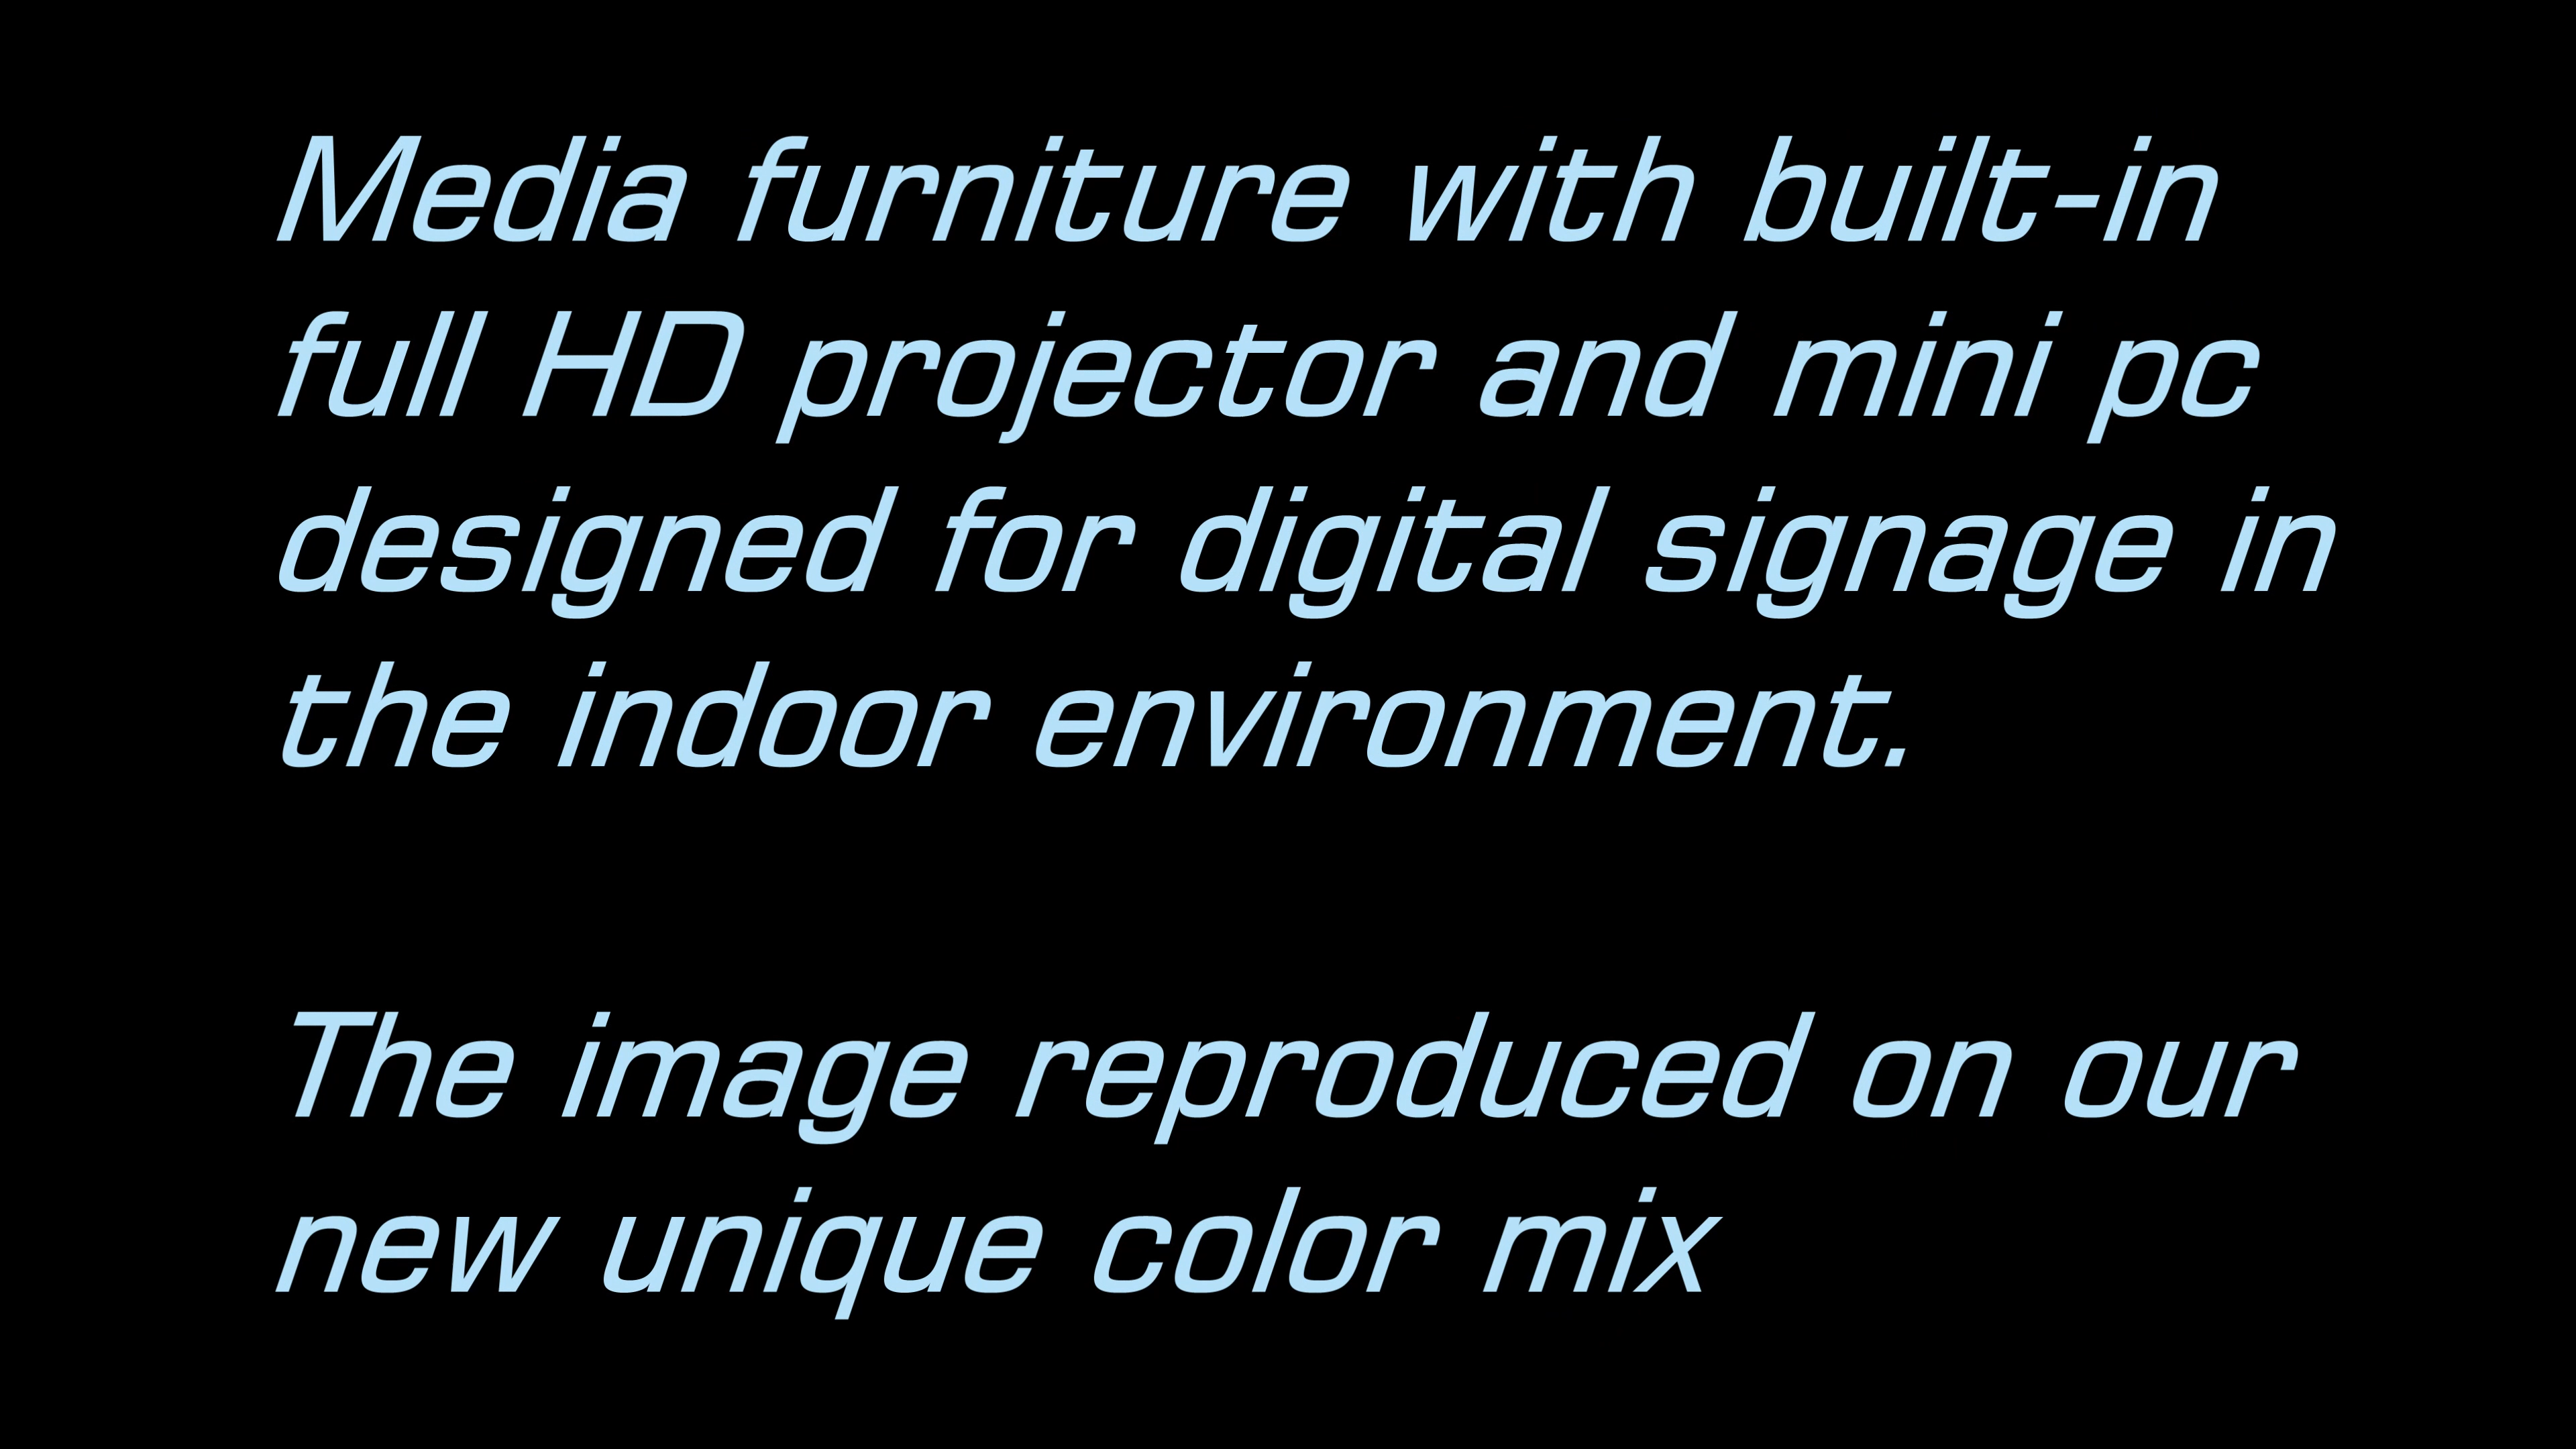 Media furniture with built-in
full HD projector and mini pc
designed for digital signage in
the indoor environment.
The image reproduced on our
new unique color mix